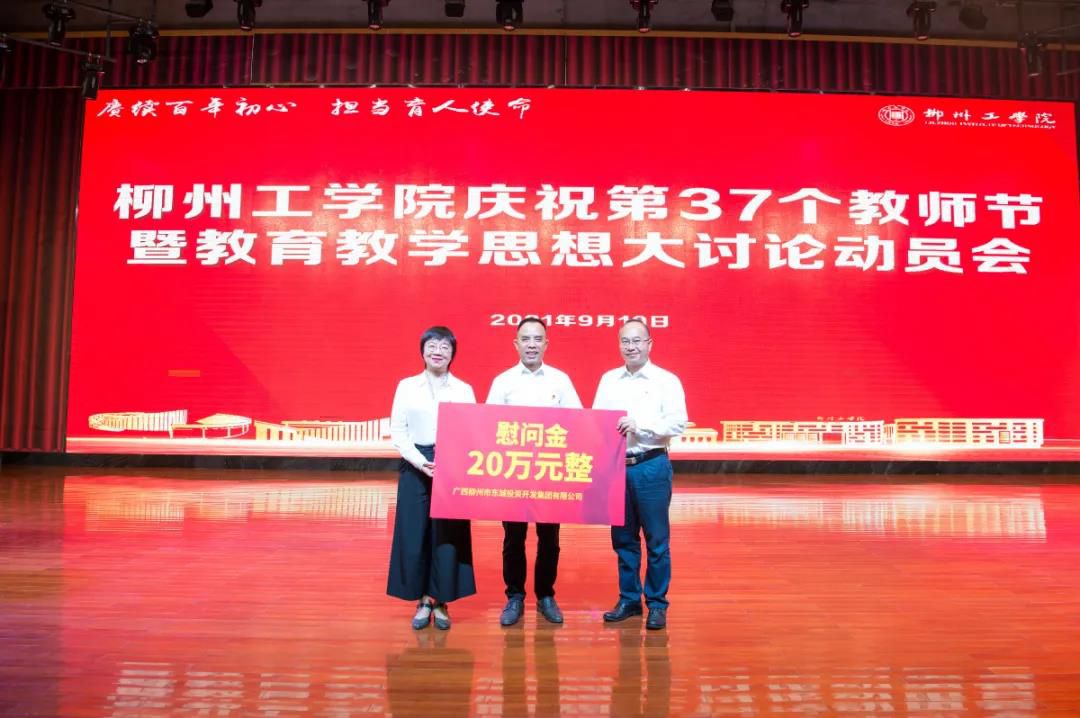 赓续百年初心 担当育人使命
柳州工学院
LIUZHOU INSTITUTE OF TECHNOLOGY
柳州工学院庆祝第37个教师节
暨教育教学思想大讨论动员会
2021年9月10日
慰问金
20万元整
广西柳州市东城投资开发集团有限公司